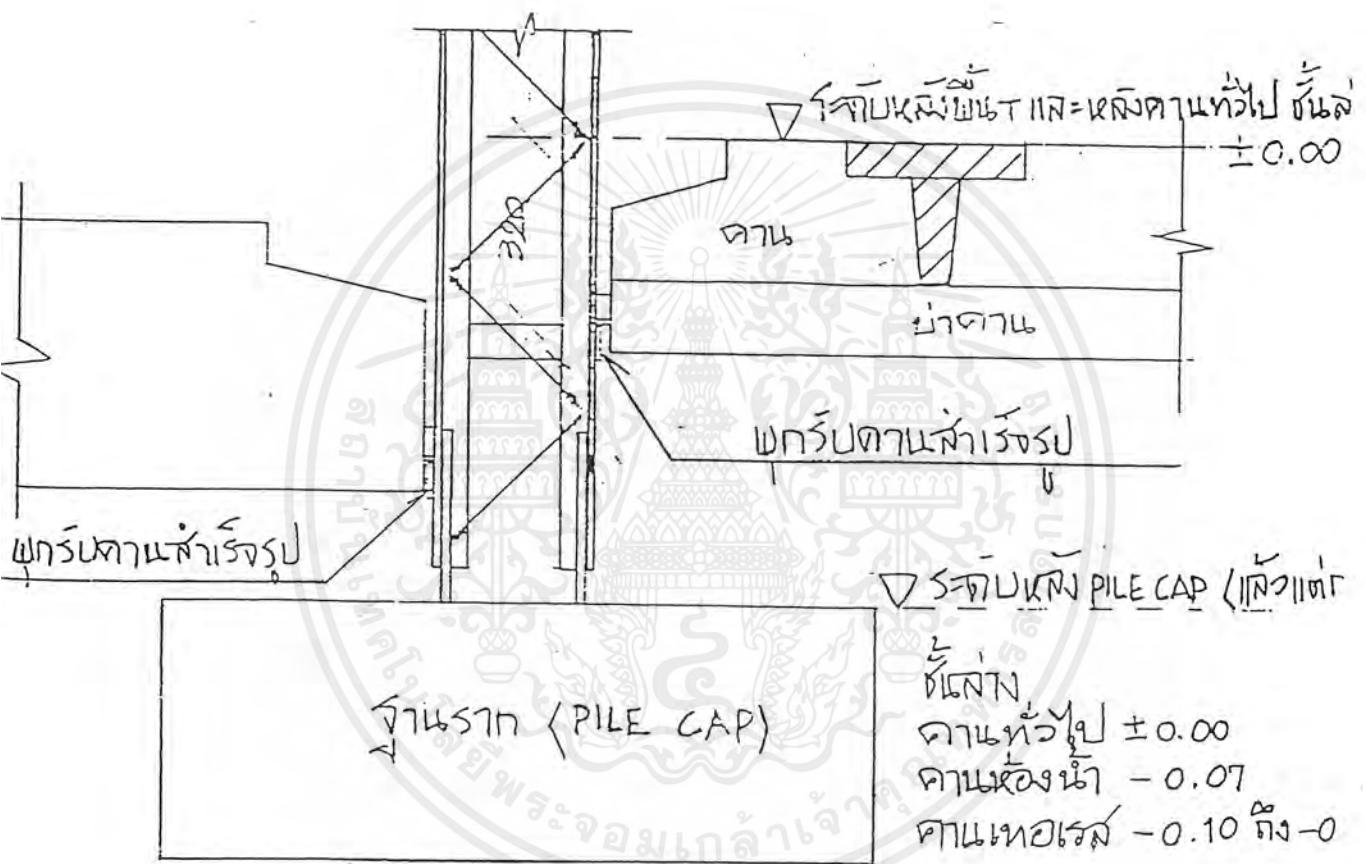 ระดับหลังพื้นT และหลังคานทั่วไป ชั้นล่
±0.00
320
คาน
บ่าคาน
พุกรับคานสำเร็จรูป
พุกรับคานสำเร็จรูป
ระดับหลัง PILE CAP (แล้วแต่
ฐานราก (PILE CAP)
ชั้นล่าง
คานทั่วไป ±0.00
คานห้องน้ำ -0.07
คานเทอเรส -0.10 ถึง -0